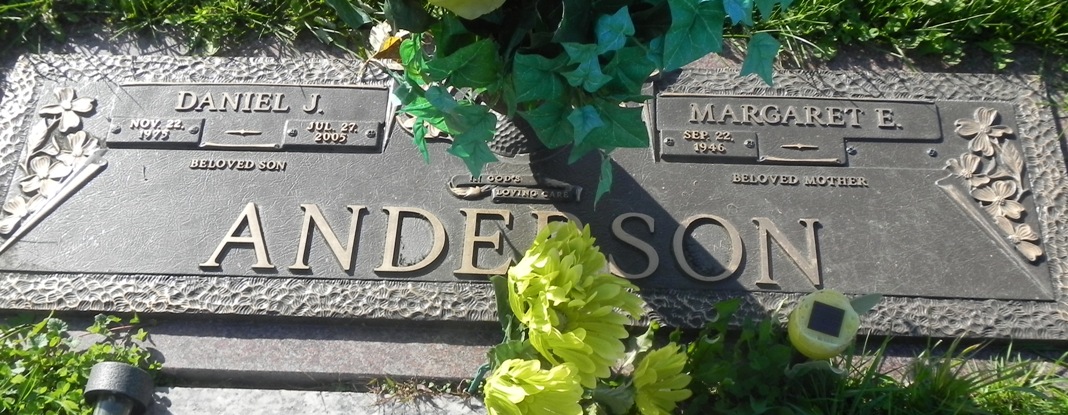 DANIEL J.
NOV. 22. 1975 — JUL. 27. 2005
BELOVED SON
MARGARET E.
SEP. 22. 1946 —
BELOVED MOTHER
IN GOD'S
LOVING CARE
ANDERSON